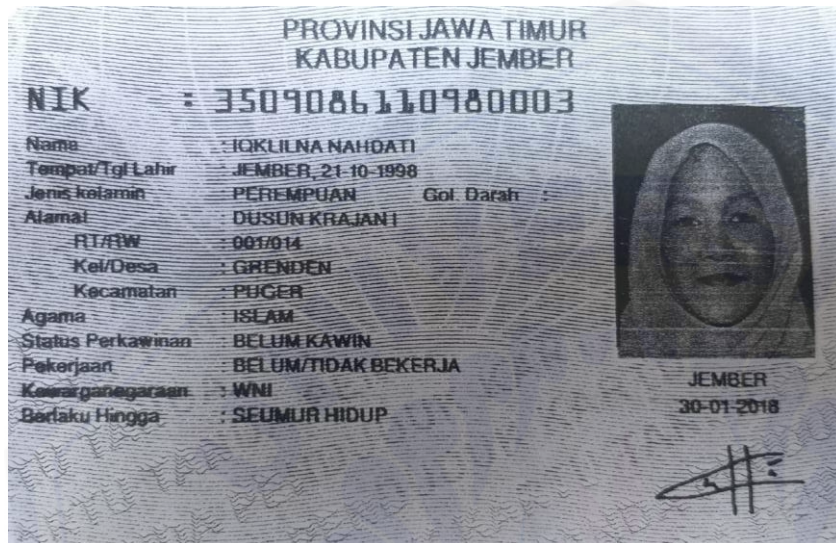 PROVINSI JAWA TIMUR
KABUPATEN JEMBER
NIK : 3509086110980003
Nama : IQKLILNA NAHDATI
Tempat/Tgl Lahir : JEMBER, 21-10-1998
Jenis kelamin : PEREMPUAN Gol. Darah :
Alamat : DUSUN KRAJAN I
RT/RW : 001/014
Kel/Desa : GRENDEN
Kecamatan : PUGER
Agama : ISLAM
Status Perkawinan : BELUM KAWIN
Pekerjaan : BELUM/TIDAK BEKERJA
Kewarganegaraan : WNI
Berlaku Hingga : SEUMUR HIDUP
JEMBER
30-01-2018